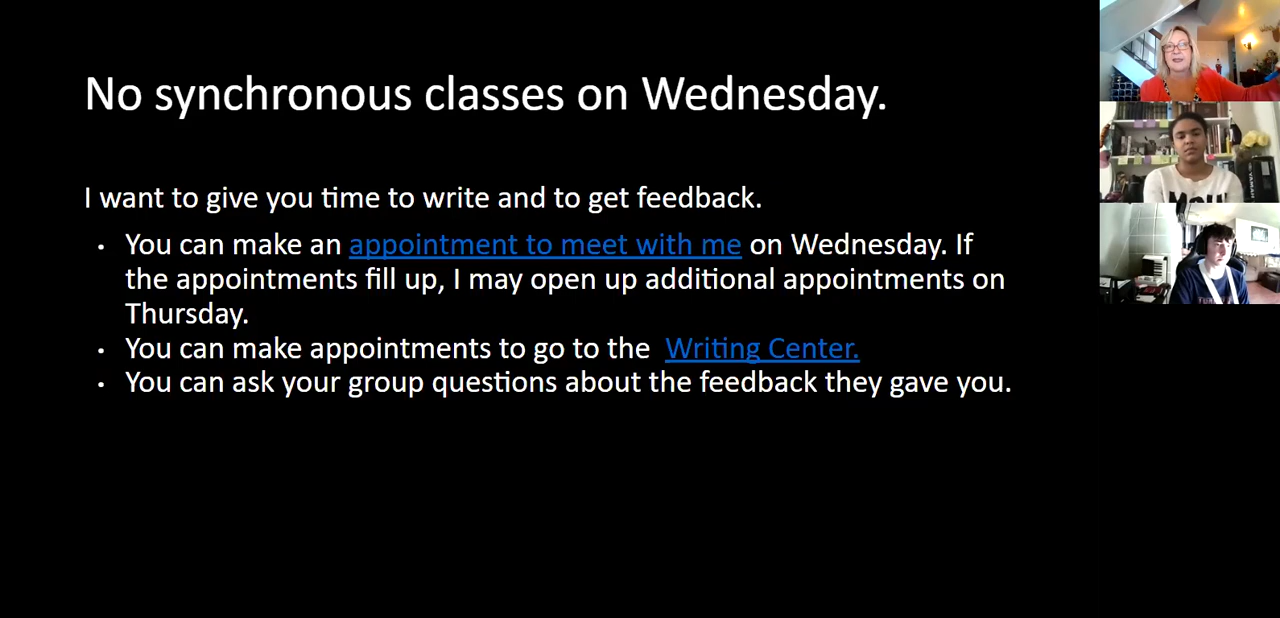 No synchronous classes on Wednesday.
I want to give you time to write and to get feedback.
• You can make an appointment to meet with me on Wednesday. If
the appointments fill up, I may open up additional appointments on
Thursday.
• You can make appointments to go to the Writing Center.
• You can ask your group questions about the feedback they gave you.